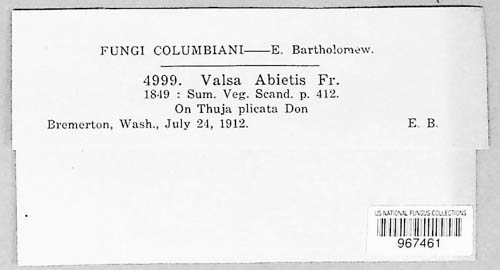 FUNGI COLUMBIANI——E. Bartholomew.
4999. Valsa Abietis Fr.
1849 : Sum. Veg. Scand. p. 412.
On Thuja plicata Don
Bremerton, Wash., July 24, 1912. E. B.
US NATIONAL FUNGUS COLLECTIONS
967461